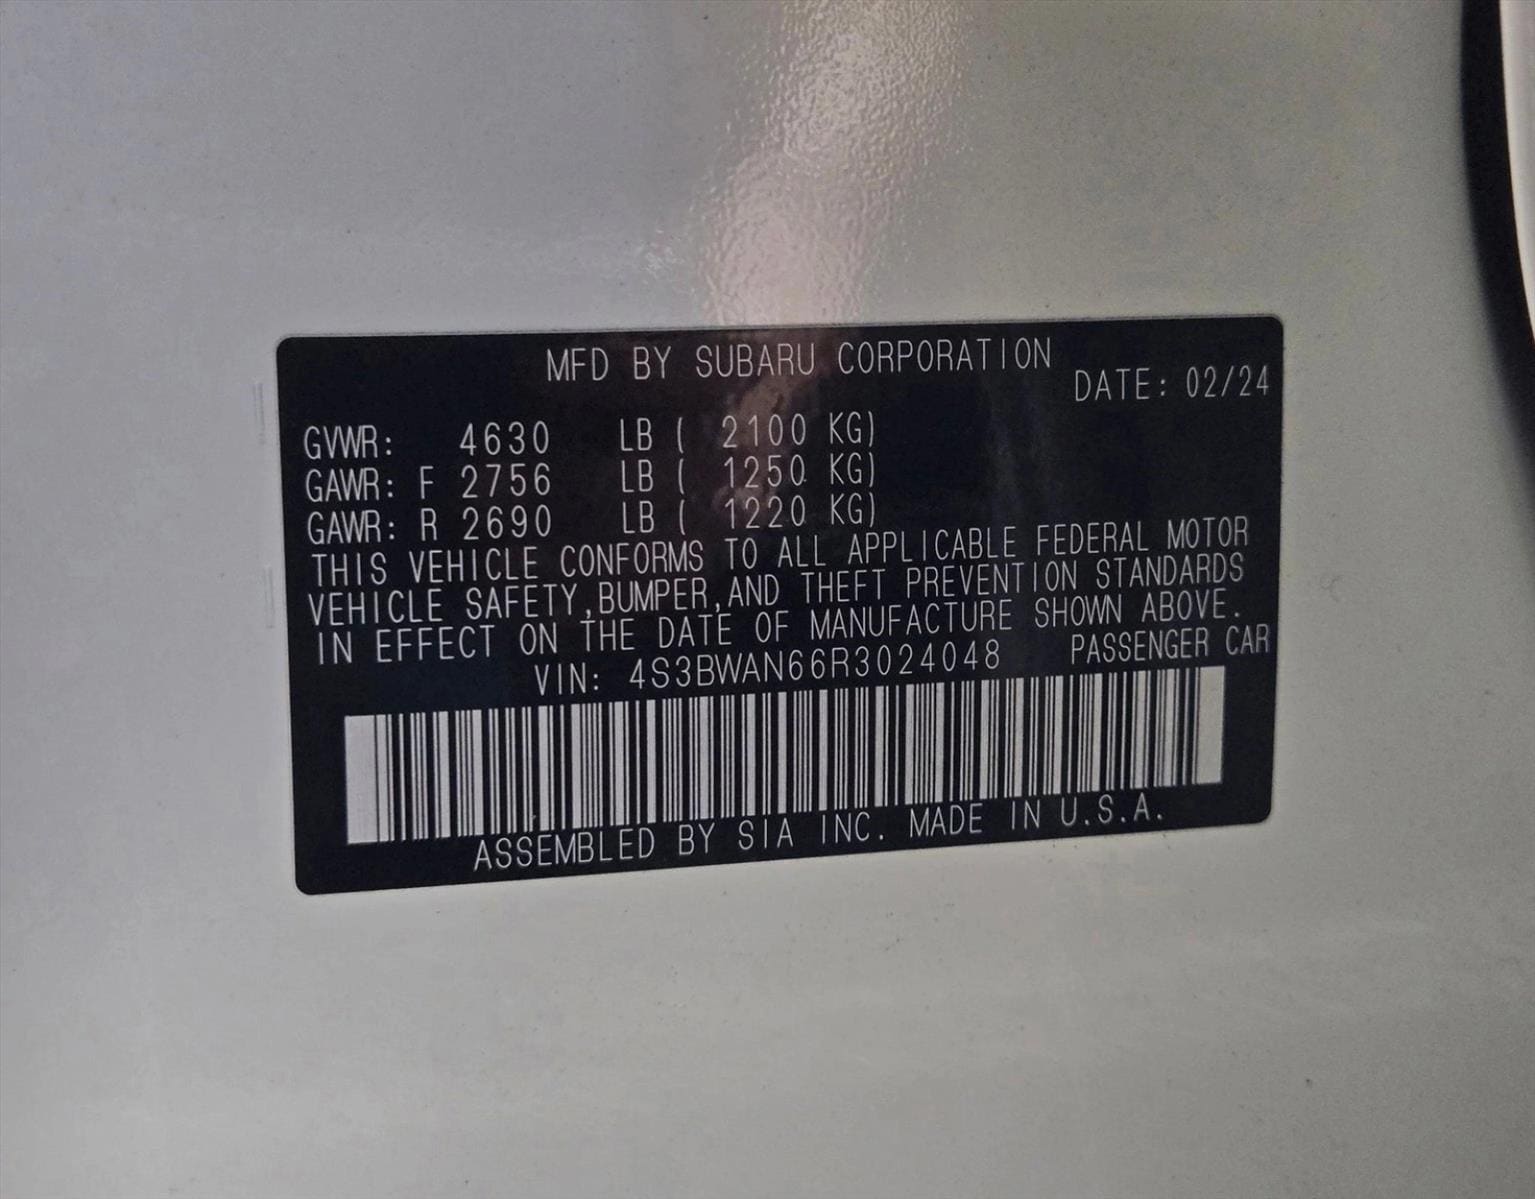 MFD BY SUBARU CORPORATION
DATE: 02/24
GVWR: 4630 LB ( 2100 KG)
GAWR: F 2756 LB ( 1250 KG)
GAWR: R 2690 LB ( 1220 KG)
THIS VEHICLE CONFORMS TO ALL APPLICABLE FEDERAL MOTOR
VEHICLE SAFETY,BUMPER,AND THEFT PREVENTION STANDARDS
IN EFFECT ON THE DATE OF MANUFACTURE SHOWN ABOVE.
VIN: 4S3BWAN66R3024048 PASSENGER CAR
ASSEMBLED BY SIA INC. MADE IN U.S.A.